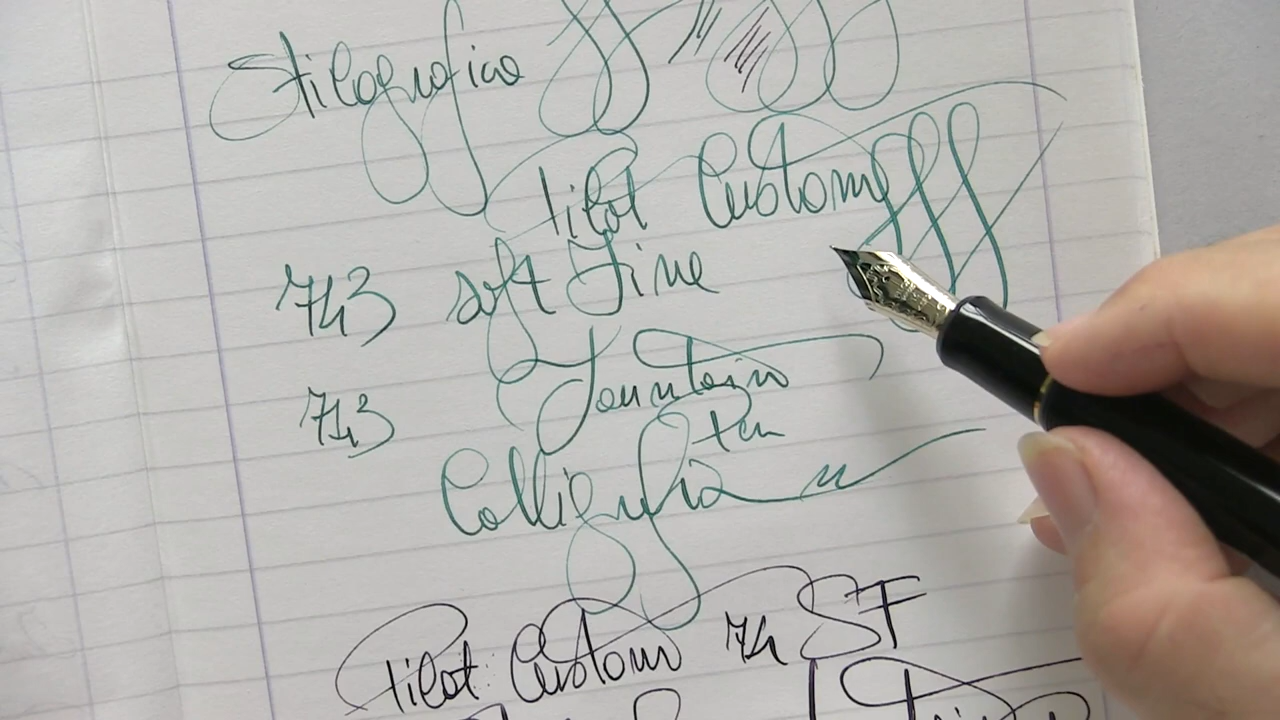 Stilografica
Pilot Custom
743 soft Fine
743 Fountain
Pen
Calligrafia
Pilot Custom 74 SF